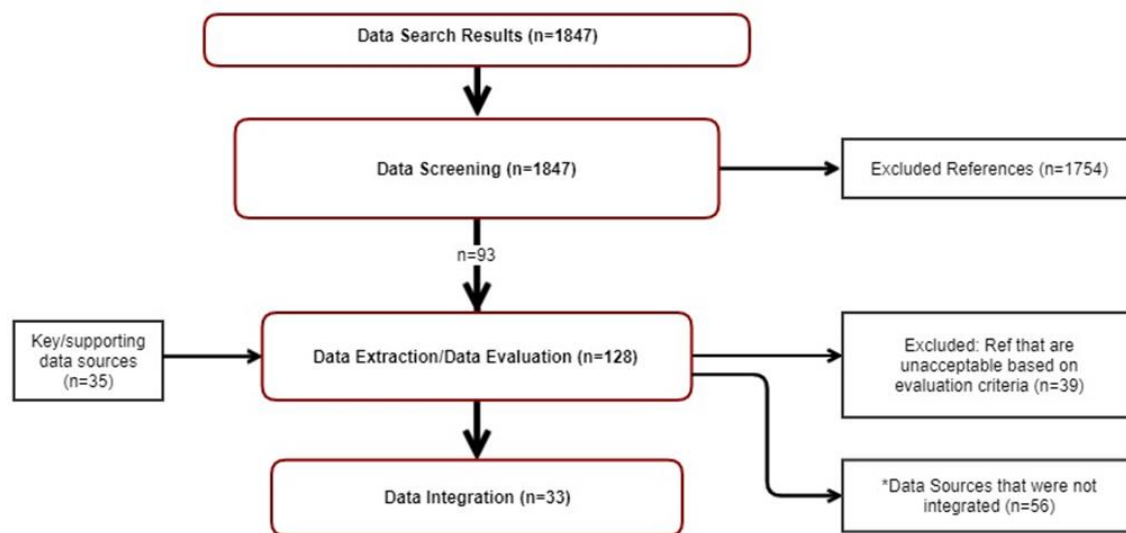 Data Search Results (n=1847)
Data Screening (n=1847)
Excluded References (n=1754)
n=93
Key/supporting
data sources
(n=35)
Data Extraction/Data Evaluation (n=128)
Excluded: Ref that are
unacceptable based on
evaluation criteria (n=39)
Data Integration (n=33)
*Data Sources that were not
integrated (n=56)